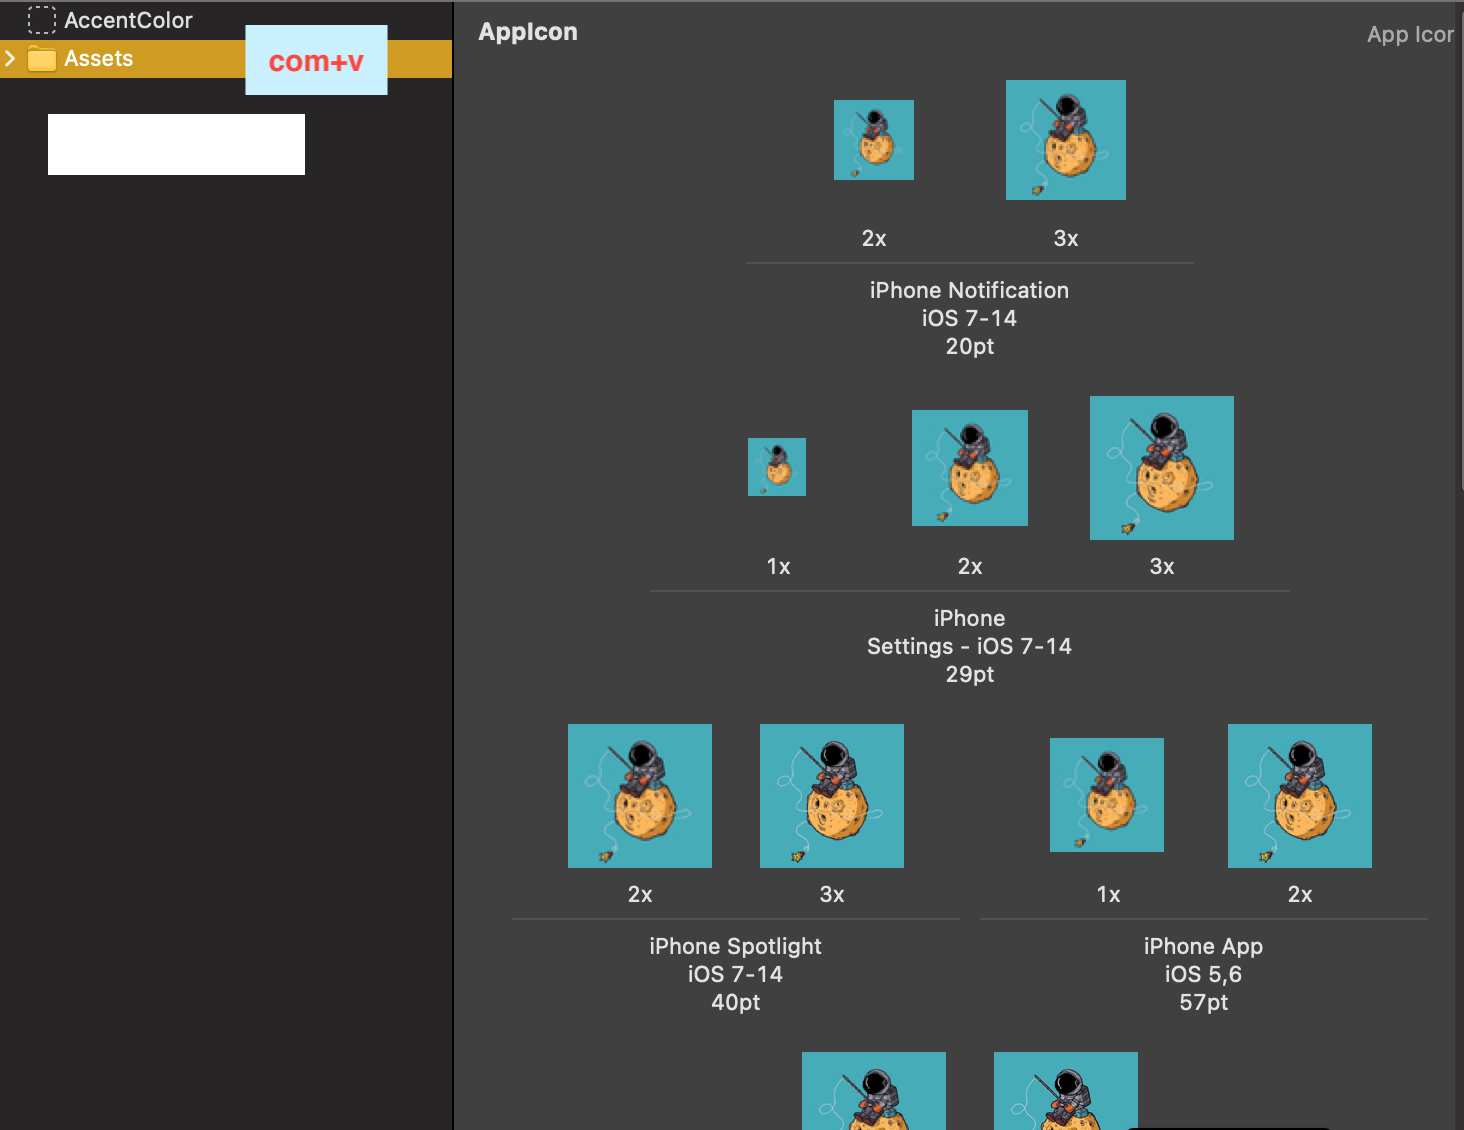 AccentColor
Assets
com+v
AppIcon
App Icor
2x
3x
iPhone Notification
iOS 7-14
20pt
1x
2x
3x
iPhone
Settings - iOS 7-14
29pt
2x
3x
iPhone Spotlight
iOS 7-14
40pt
1x
2x
iPhone App
iOS 5,6
57pt